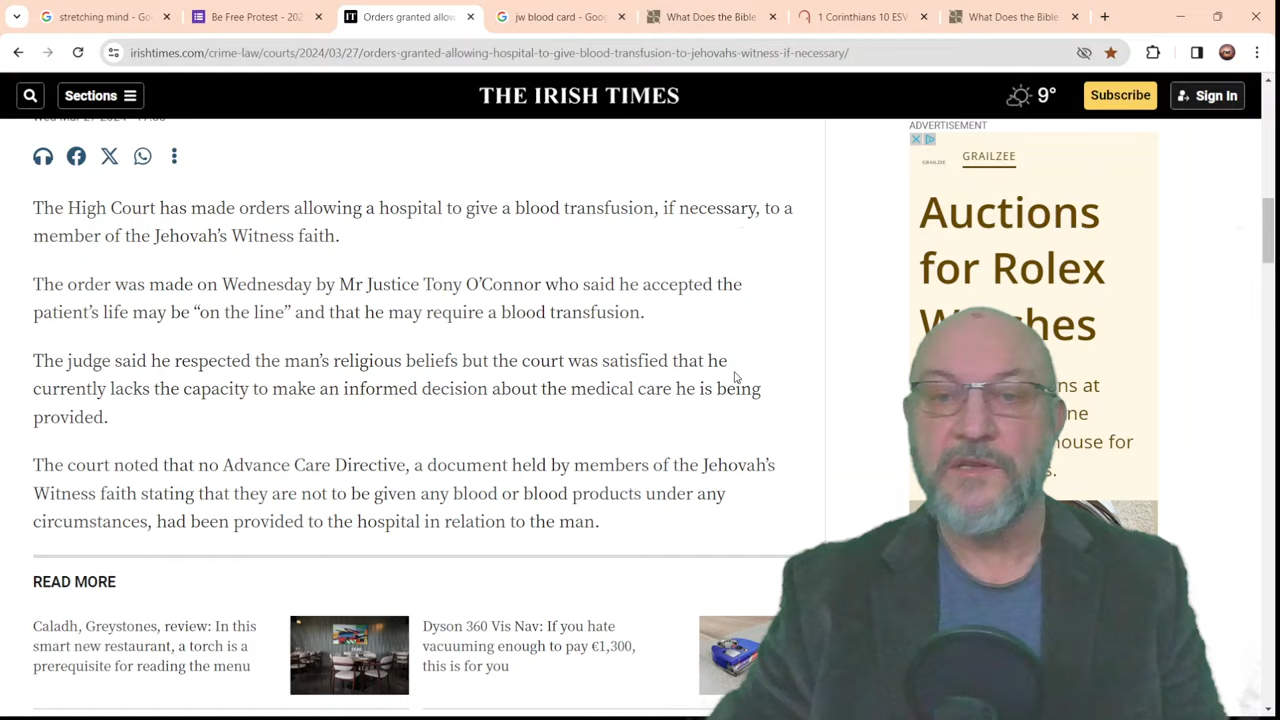 stretching mind - Go
Be Free Protest - 202
Orders granted allow
jw blood card - Goog
What Does the Bible
1 Corinthians 10 ESV
What Does the Bible
irishtimes.com/crime-law/courts/2024/03/27/orders-granted-allowing-hospital-to-give-blood-transfusion-to-jehovahs-witness-if-necessary/
Sections
THE IRISH TIMES
9°
Subscribe
Sign In
ADVERTISEMENT
GRAILZEE
GRAILZEE
Auctions
for Rolex
The High Court has made orders allowing a hospital to give a blood transfusion, if necessary, to a
member of the Jehovah's Witness faith.
The order was made on Wednesday by Mr Justice Tony O'Connor who said he accepted the
patient's life may be "on the line" and that he may require a blood transfusion.
The judge said he respected the man's religious beliefs but the court was satisfied that he
currently lacks the capacity to make an informed decision about the medical care he is being
provided.
The court noted that no Advance Care Directive, a document held by members of the Jehovah's
Witness faith stating that they are not to be given any blood or blood products under any
circumstances, had been provided to the hospital in relation to the man.
READ MORE
Caladh, Greystones, review: In this
smart new restaurant, a torch is a
prerequisite for reading the menu
Dyson 360 Vis Nav: If you hate
vacuuming enough to pay €1,300,
this is for you